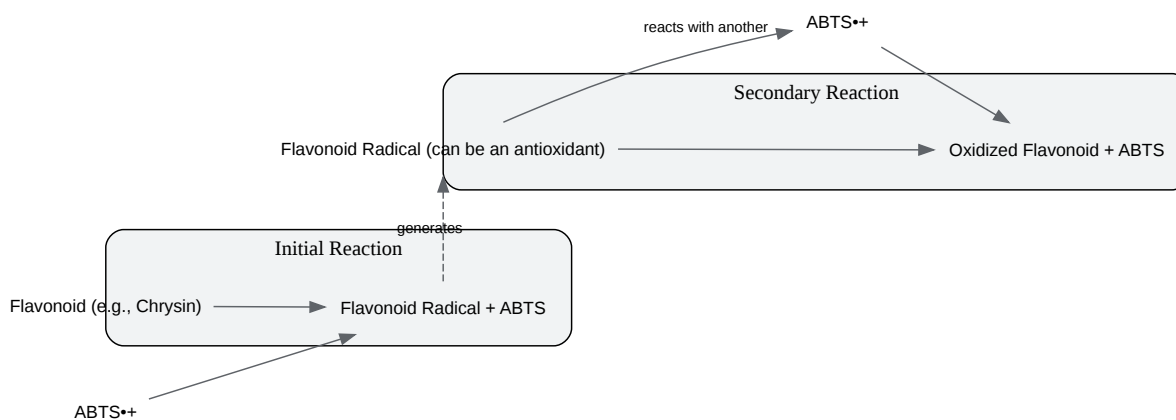 reacts with another
ABTS•+
Secondary Reaction
Flavonoid Radical (can be an antioxidant)
Oxidized Flavonoid + ABTS
generates
Initial Reaction
Flavonoid (e.g., Chrysin)
Flavonoid Radical + ABTS
ABTS•+